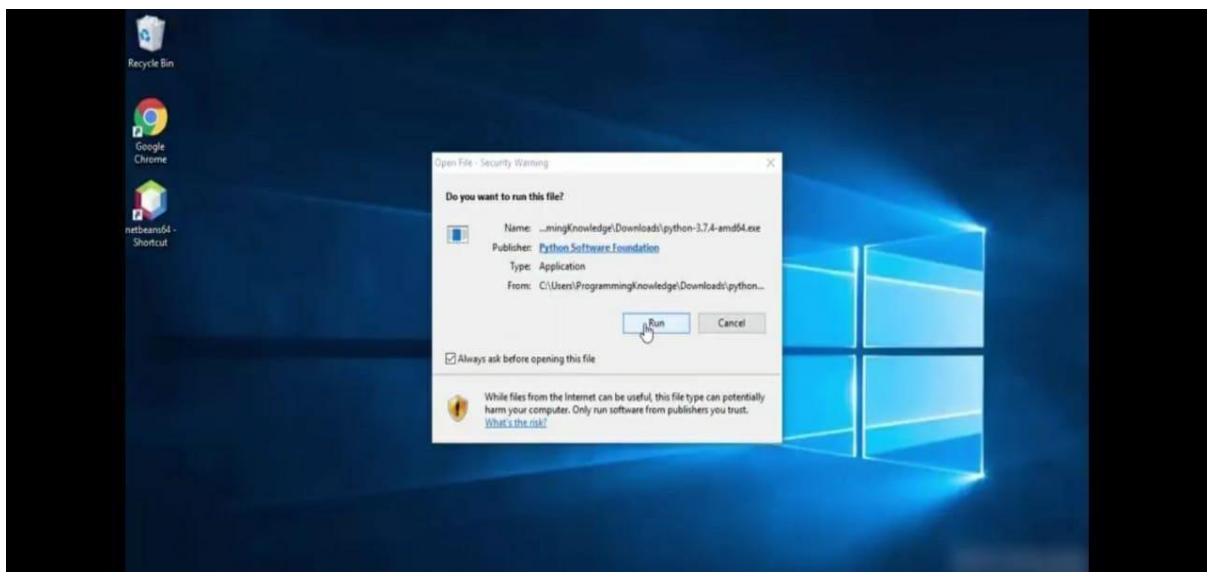 Recycle Bin
Google
Chrome
netbeans64 -
Shortcut
Open File - Security Warning
Do you want to run this file?
Name: ...mingKnowledge\Downloads\python-3.7.4-amd64.exe
Publisher: Python Software Foundation
Type: Application
From: C:\Users\ProgrammingKnowledge\Downloads\python...
Run Cancel
Always ask before opening this file
While files from the Internet can be useful, this file type can potentially
harm your computer. Only run software from publishers you trust.
What's the risk?